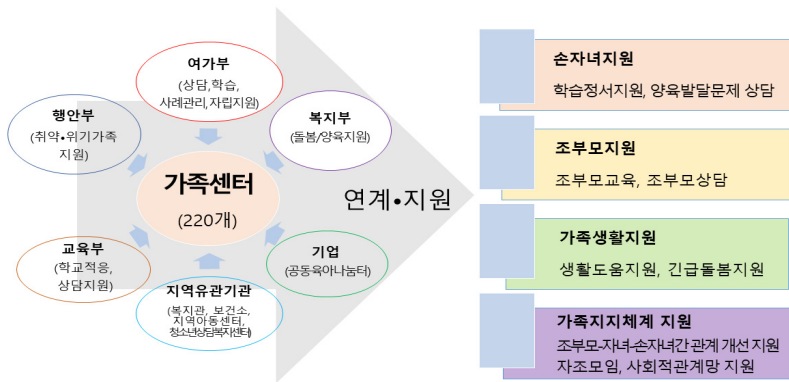 여가부
(상담,학습,
사례관리,자립지원)
행안부
(취약•위기가족
지원)
복지부
(돌봄/양육지원)
가족센터
(220개)
연계•지원
교육부
(학교적응,
상담지원)
기업
(공동육아나눔터)
지역유관기관
(복지관, 보건소,
지역아동센터,
청소년상담복지센터)
손자녀지원
학습정서지원, 양육발달문제 상담
조부모지원
조부모교육, 조부모상담
가족생활지원
생활도움지원, 긴급돌봄지원
가족지지체계 지원
조부모-자녀-손자녀간 관계 개선 지원
자조모임, 사회적관계망 지원